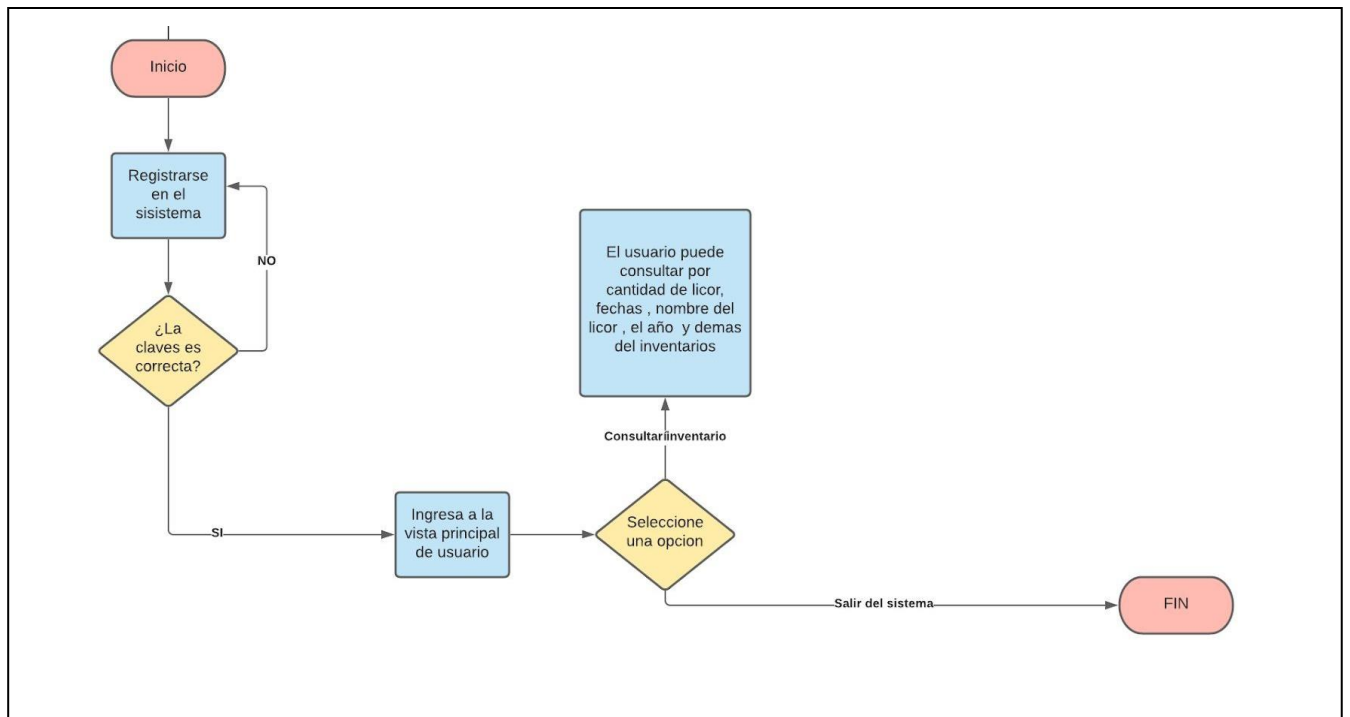 Inicio
Registrarse
en el
sisistema
NO
¿La
claves es
correcta?
El usuario puede
consultar por
cantidad de licor,
fechas , nombre del
licor , el año y demas
del inventarios
Consultar inventario
SI
Ingresa a la
vista principal
de usuario
Seleccione
una opcion
Salir del sistema
FIN